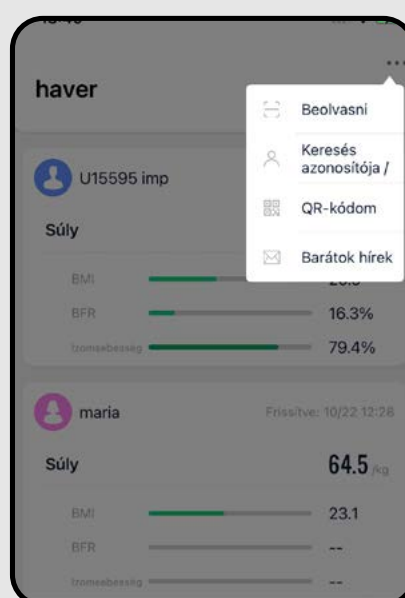 haver
Beolvasni
Keresés
azonosítója /
QR-kódom
Barátok hírek
U15595 imp
Súly
BMI
BFR 16.3%
Izomsebesség 79.4%
maria Frissítve: 10/22 12:28
Súly 64.5 /kg
BMI 23.1
BFR --
Izomsebesség --